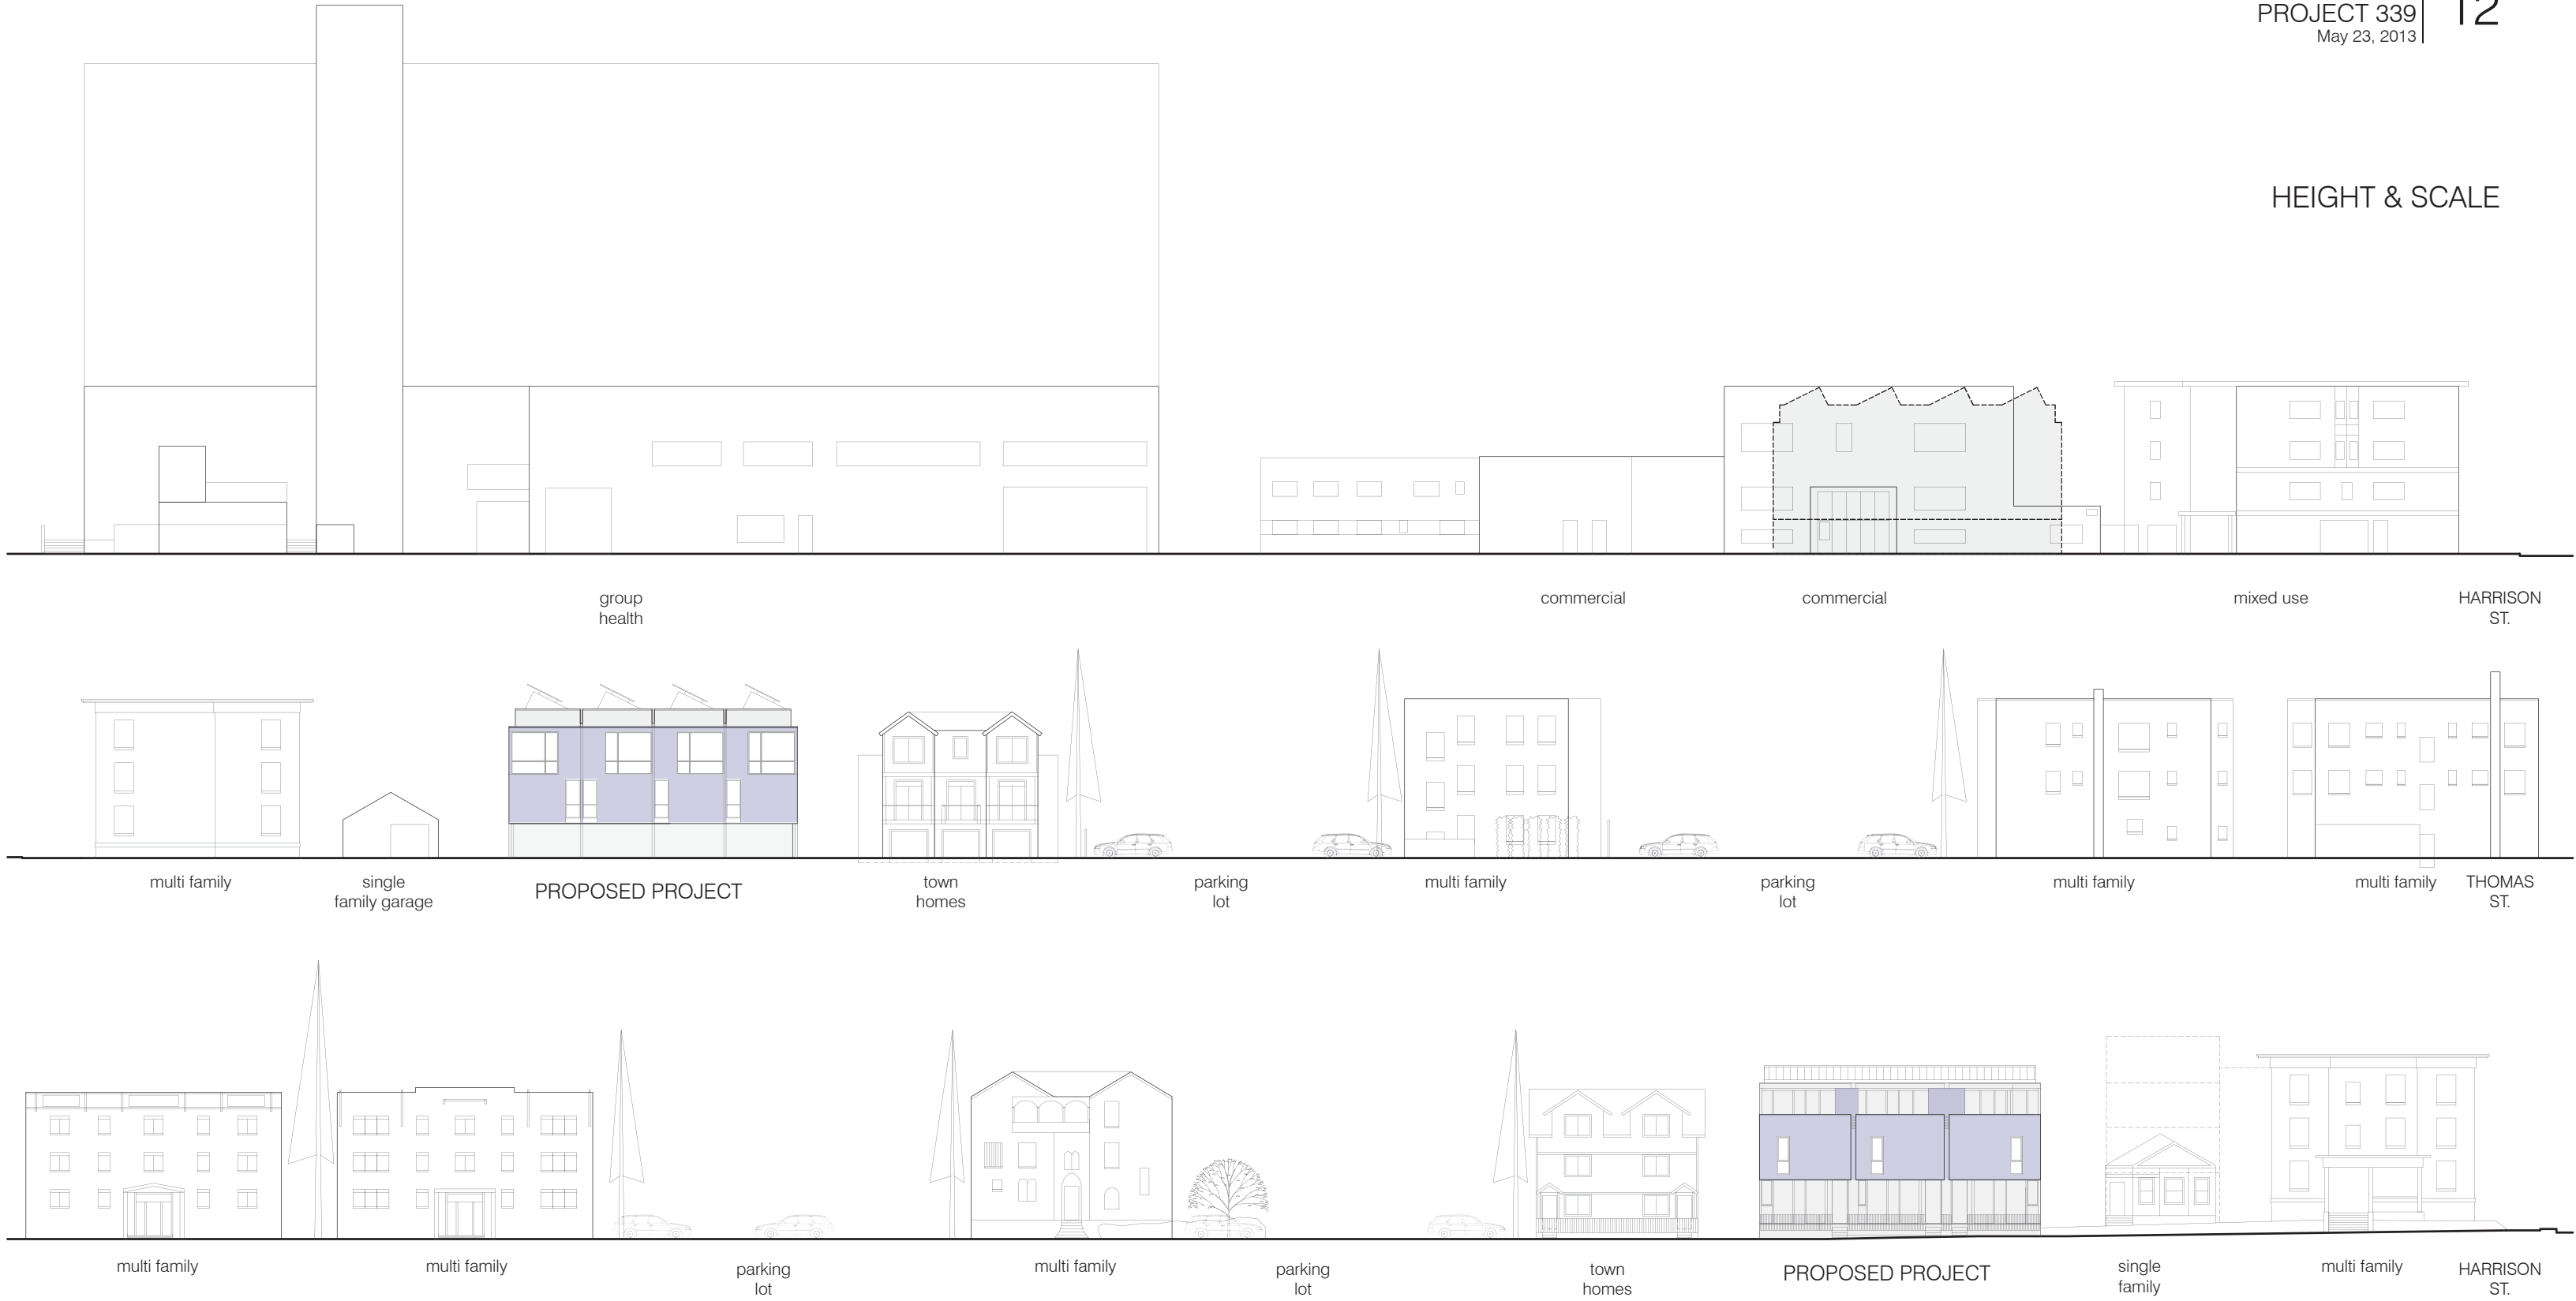 PROJECT 339
May 23, 2013
12
HEIGHT & SCALE
group
health
commercial
commercial
mixed use
HARRISON
ST.
multi family
single
family garage
PROPOSED PROJECT
town
homes
parking
lot
multi family
parking
lot
multi family
multi family
THOMAS
ST.
multi family
multi family
parking
lot
multi family
parking
lot
town
homes
PROPOSED PROJECT
single
family
multi family
HARRISON
ST.